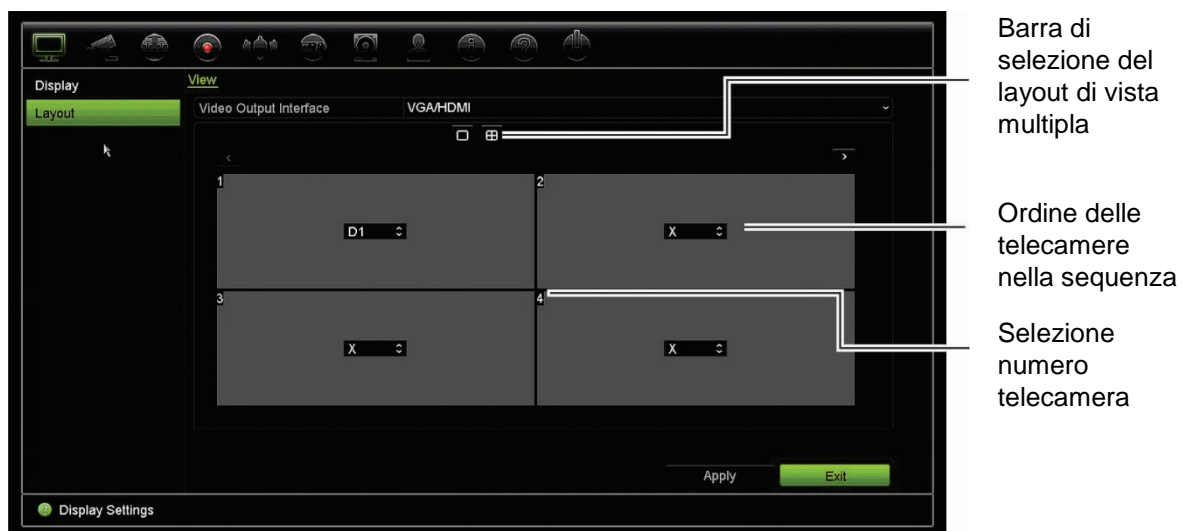 Display
View
Layout
Video Output Interface
VGA/HDMI
1
D1
2
X
3
X
4
X
Apply
Exit
Display Settings
Barra di
selezione del
layout di vista
multipla
Ordine delle
telecamere
nella sequenza
Selezione
numero
telecamera